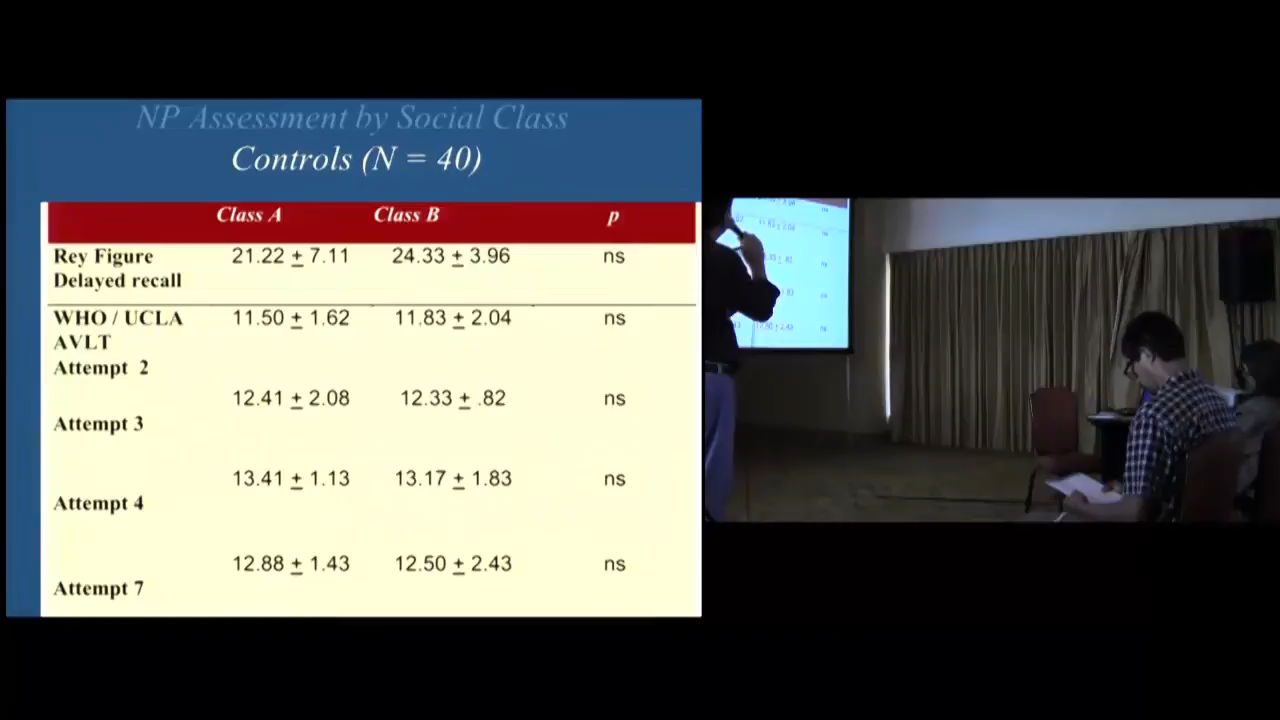 NP Assessment by Social Class
Controls (N = 40)
Class A Class B p
Rey Figure 21.22 ± 7.11 24.33 ± 3.96 ns
Delayed recall
WHO / UCLA 11.50 ± 1.62 11.83 ± 2.04 ns
AVLT
Attempt 2
12.41 ± 2.08 12.33 ± .82 ns
Attempt 3
13.41 ± 1.13 13.17 ± 1.83 ns
Attempt 4
12.88 ± 1.43 12.50 ± 2.43 ns
Attempt 7